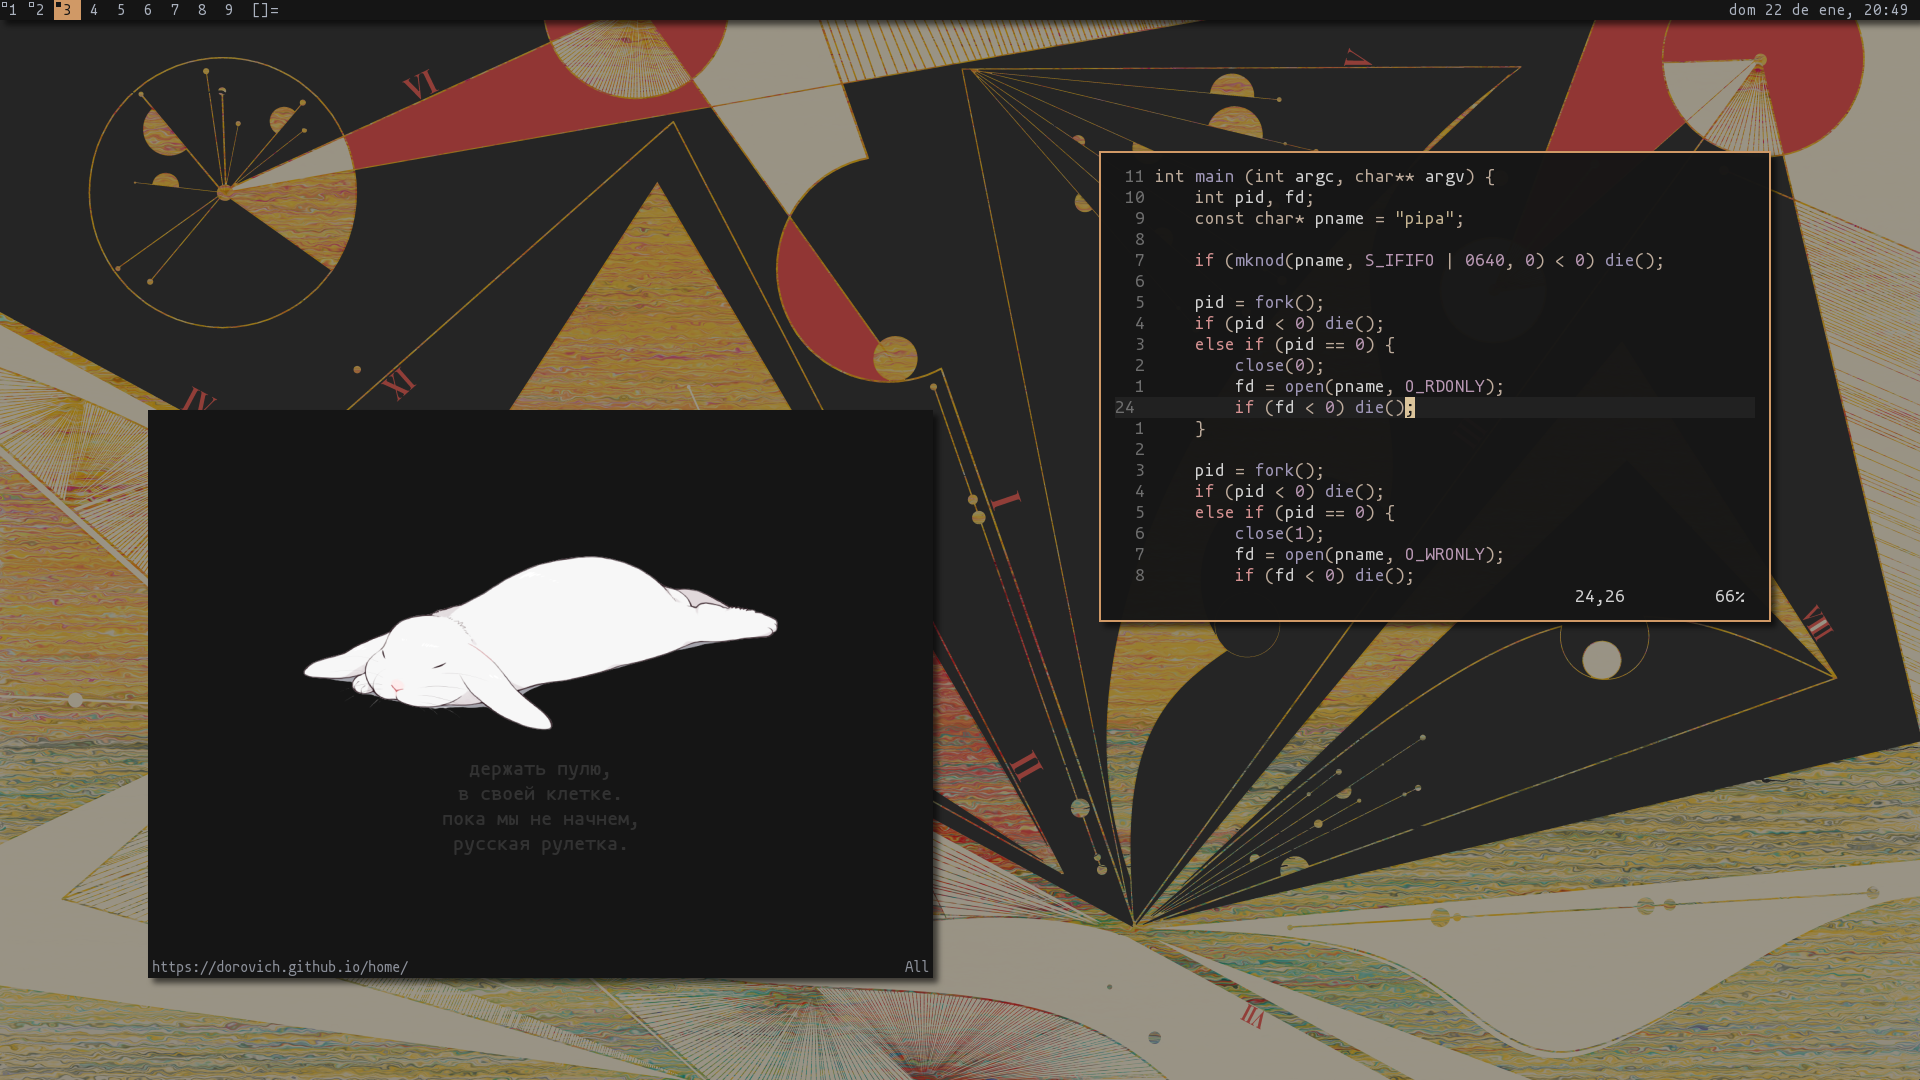 1 2 3 4 5 6 7 8 9 []=
dom 22 de ene, 20:49
VI
V
IV
XI
I
II
VII
VII
11 int main (int argc, char** argv) {
10 int pid, fd;
9 const char* pname = "pipa";
8
7 if (mknod(pname, S_IFIFO | 0640, 0) < 0) die();
6
5 pid = fork();
4 if (pid < 0) die();
3 else if (pid == 0) {
2 close(0);
1 fd = open(pname, O_RDONLY);
24 if (fd < 0) die();
1 }
2
3 pid = fork();
4 if (pid < 0) die();
5 else if (pid == 0) {
6 close(1);
7 fd = open(pname, O_WRONLY);
8 if (fd < 0) die();
24,26 66%
держать пулю,
в своей клетке.
пока мы не начнем,
русская рулетка.
https://dorovich.github.io/home/ All